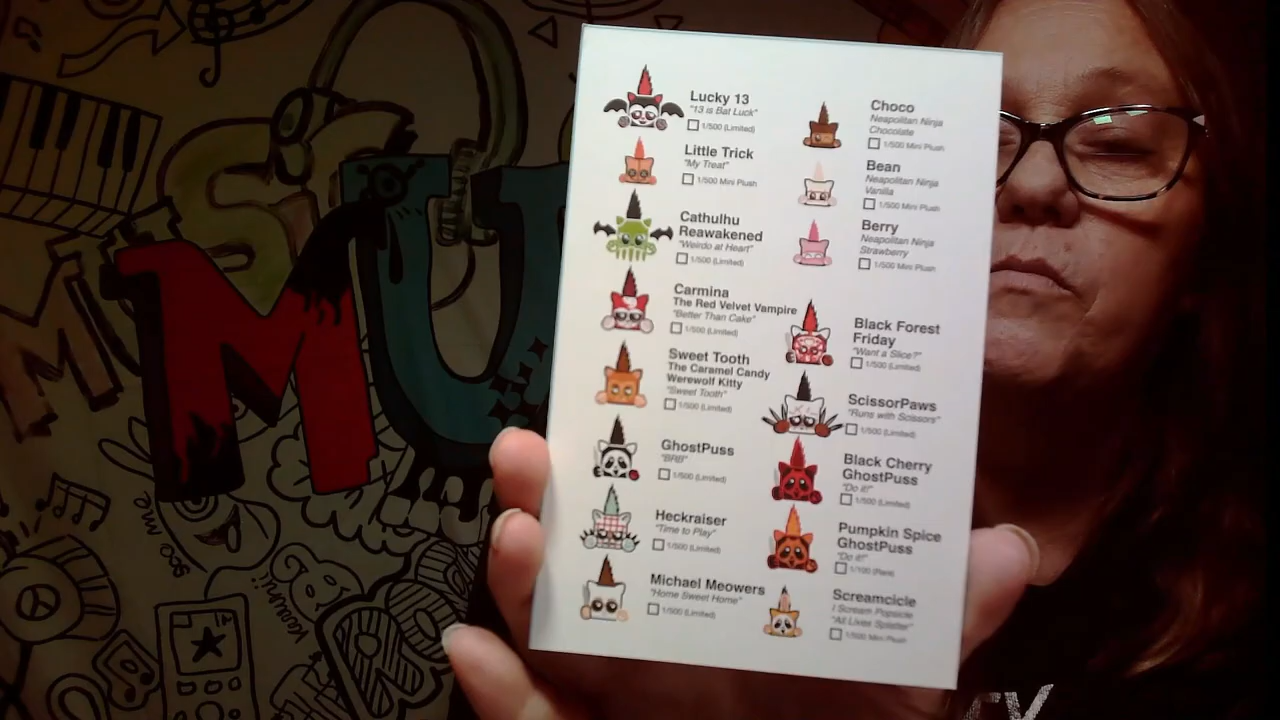 Lucky 13
"13 is Bat Luck"
1/500 (Limited)
Little Trick
"My Treat"
1/500 Mini Plush
Cathulhu
Reawakened
"Weirdo at Heart"
1/500 (Limited)
Carmina
The Red Velvet Vampire
"Better Than Cake"
1/500 (Limited)
Sweet Tooth
The Caramel Candy
Werewolf Kitty
"Sweet Tooth"
1/500 (Limited)
GhostPuss
"BRB"
1/500 (Limited)
Heckraiser
"Time to Play"
1/500 (Limited)
Michael Meowers
"Home Sweet Home"
1/500 (Limited)
Choco
Neapolitan Ninja
Chocolate
1/500 Mini Plush
Bean
Neapolitan Ninja
Vanilla
1/500 Mini Plush
Berry
Neapolitan Ninja
Strawberry
1/500 Mini Plush
Black Forest
Friday
"Want a Slice?"
1/500 (Limited)
ScissorPaws
"Runs with Scissors"
1/500 (Limited)
Black Cherry
GhostPuss
"Do it!"
1/500 (Limited)
Pumpkin Spice
GhostPuss
"Do it!"
1/100 (Rare)
Screamcicle
I Scream Popsicle
"All Lives Splatter"
1/500 Mini Plush
MU